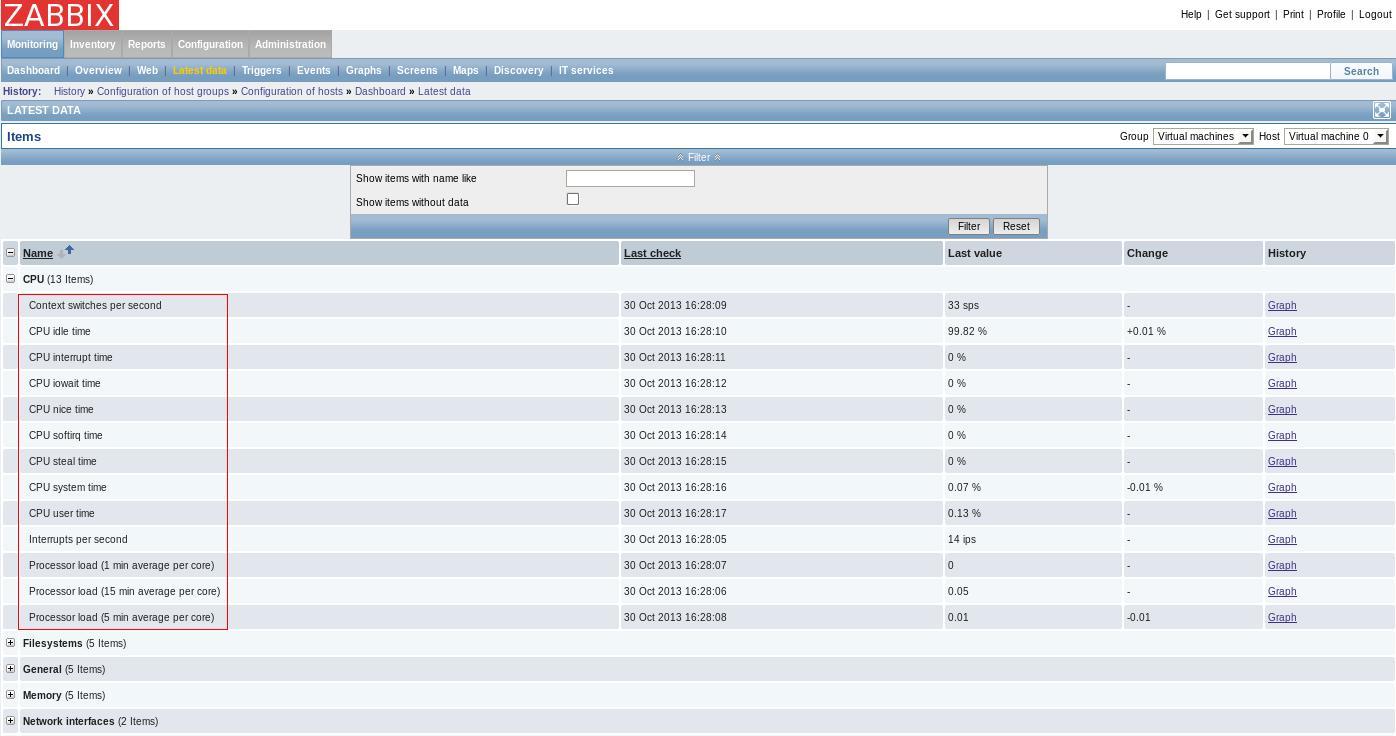 ZABBIX
Help | Get support | Print | Profile | Logout
Monitoring Inventory Reports Configuration Administration
Dashboard | Overview | Web | Latest data | Triggers | Events | Graphs | Screens | Maps | Discovery | IT services Search
History: History » Configuration of host groups » Configuration of hosts » Dashboard » Latest data
LATEST DATA
Items Group Virtual machines Host Virtual machine 0
Filter
Show items with name like
Show items without data
Filter Reset
Name Last check Last value Change History
CPU (13 Items)
Context switches per second 30 Oct 2013 16:28:09 33 sps - Graph
CPU idle time 30 Oct 2013 16:28:10 99.82 % +0.01 % Graph
CPU interrupt time 30 Oct 2013 16:28:11 0 % - Graph
CPU iowait time 30 Oct 2013 16:28:12 0 % - Graph
CPU nice time 30 Oct 2013 16:28:13 0 % - Graph
CPU softirq time 30 Oct 2013 16:28:14 0 % - Graph
CPU steal time 30 Oct 2013 16:28:15 0 % - Graph
CPU system time 30 Oct 2013 16:28:16 0.07 % -0.01 % Graph
CPU user time 30 Oct 2013 16:28:17 0.13 % - Graph
Interrupts per second 30 Oct 2013 16:28:05 14 ips - Graph
Processor load (1 min average per core) 30 Oct 2013 16:28:07 0 - Graph
Processor load (15 min average per core) 30 Oct 2013 16:28:06 0.05 - Graph
Processor load (5 min average per core) 30 Oct 2013 16:28:08 0.01 -0.01 Graph
Filesystems (5 Items)
General (5 Items)
Memory (5 Items)
Network interfaces (2 Items)